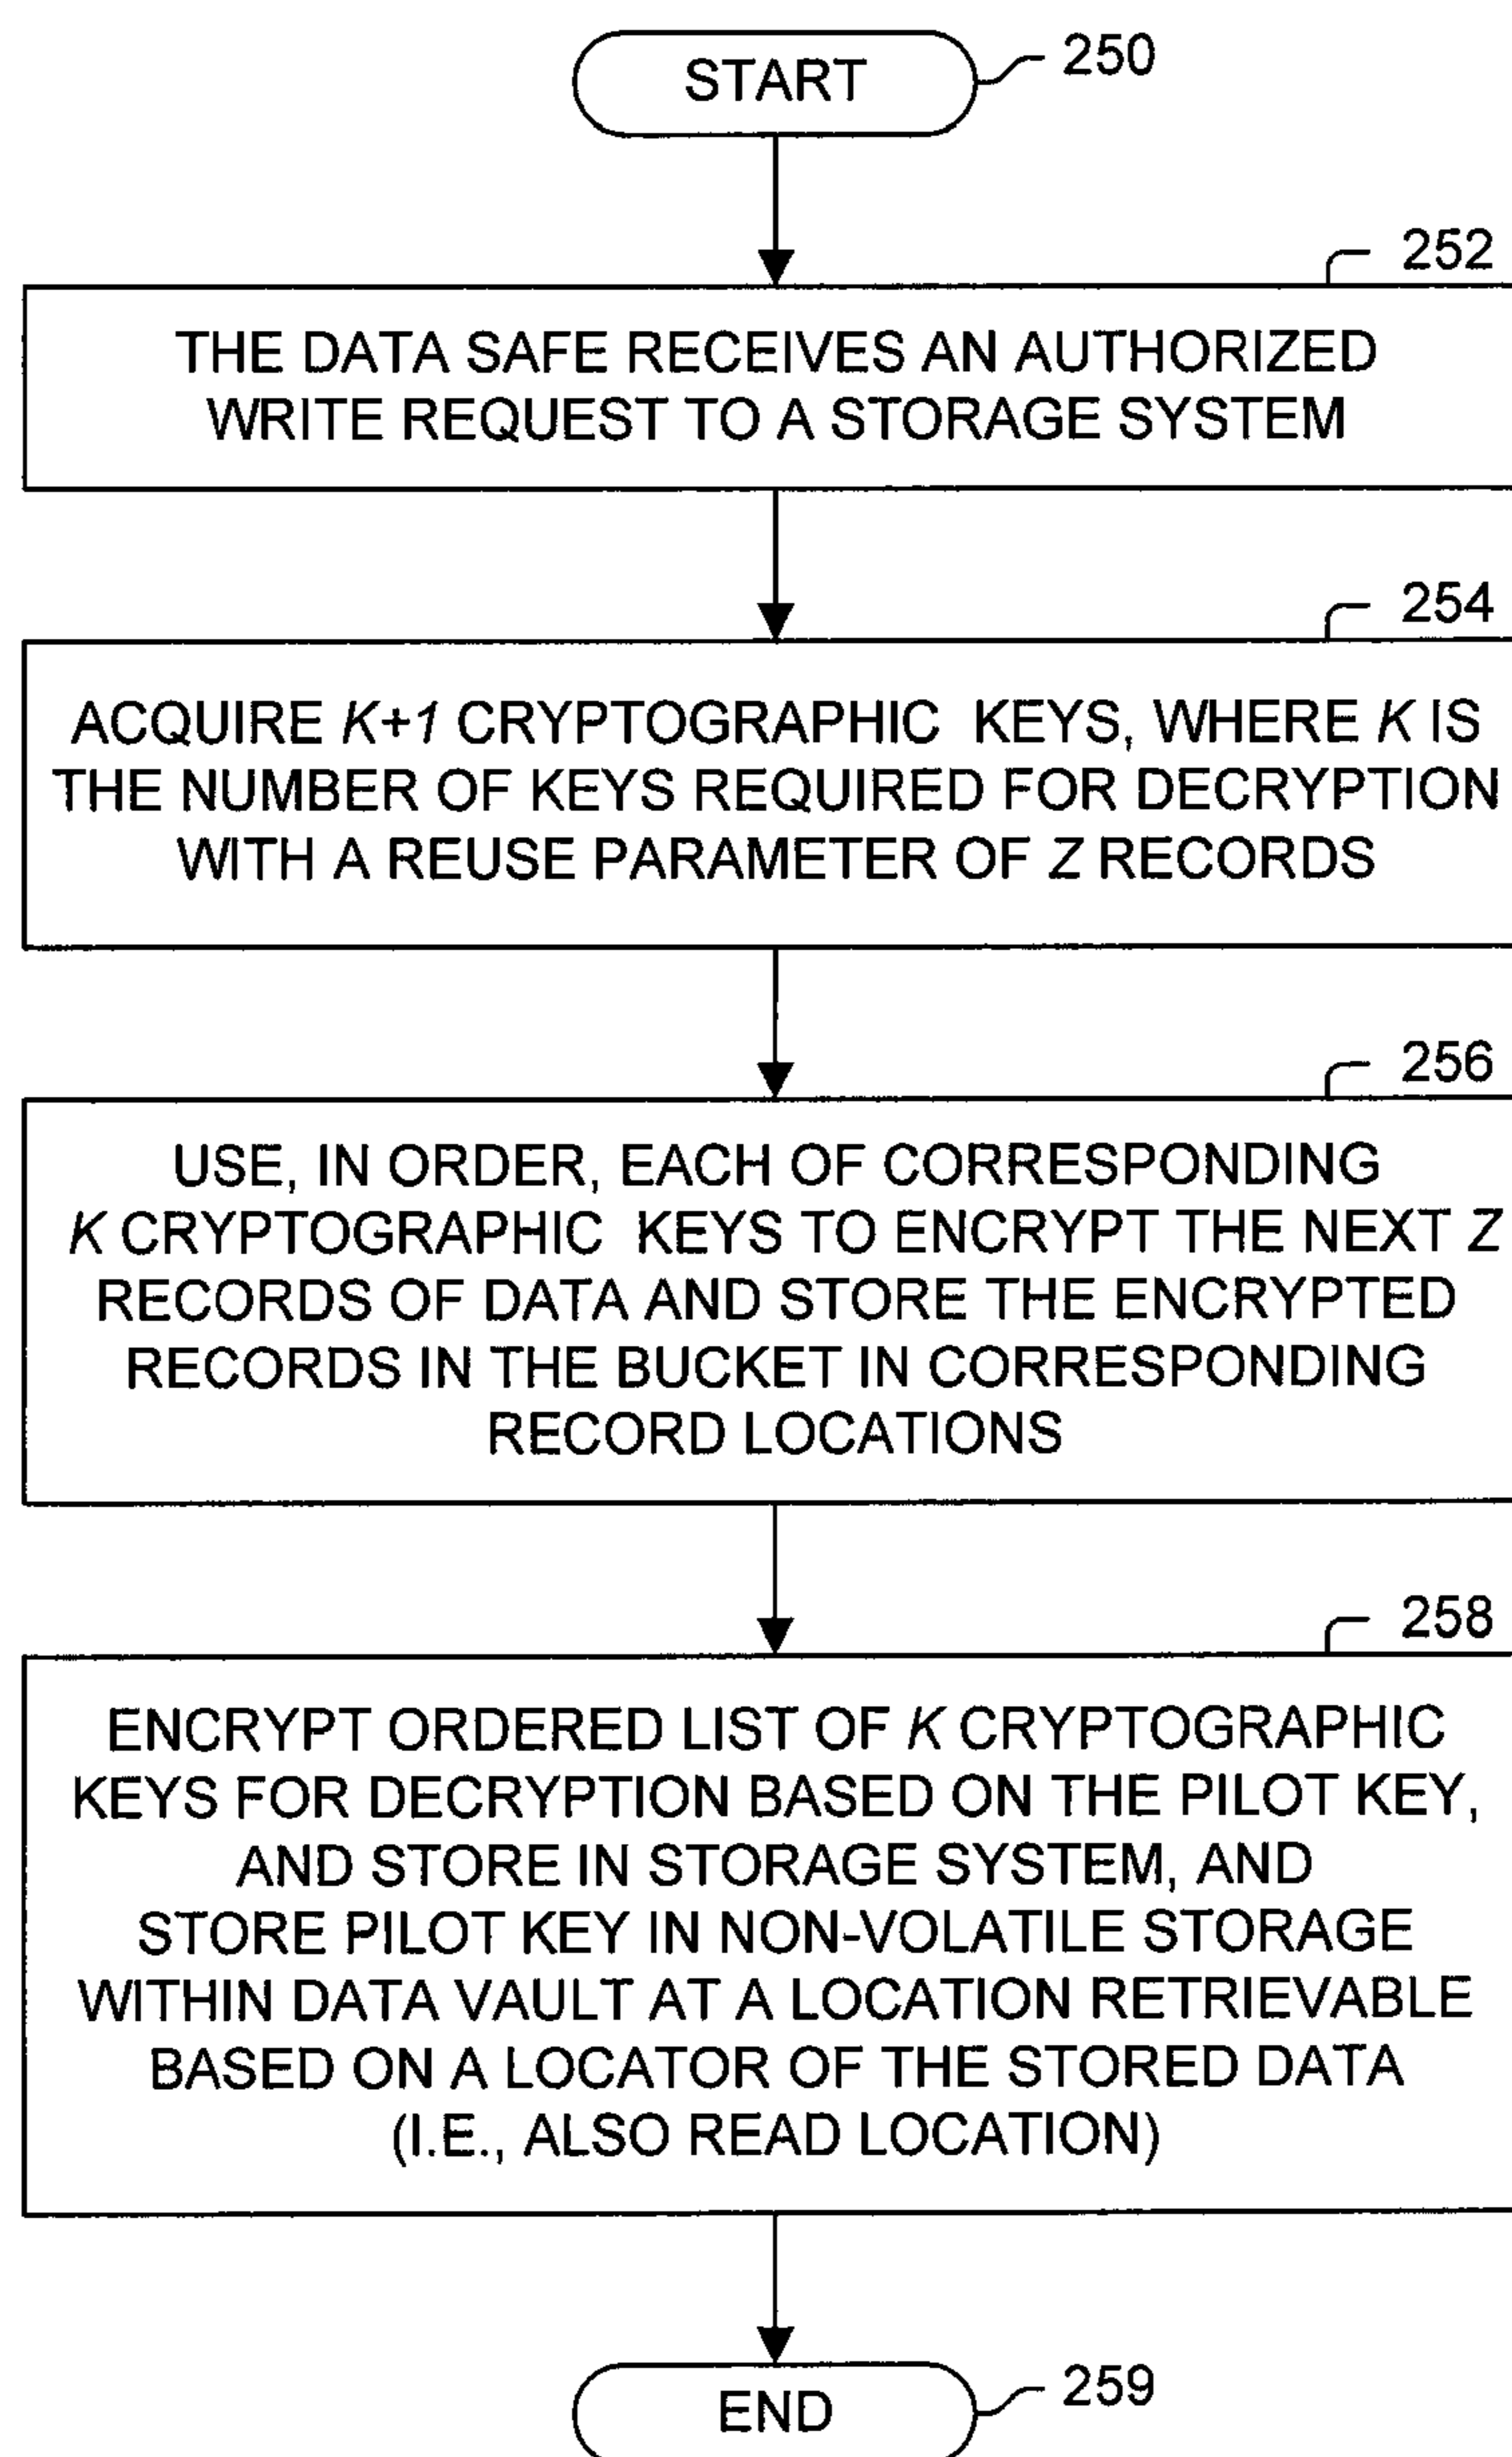 START
250
252
THE DATA SAFE RECEIVES AN AUTHORIZED
WRITE REQUEST TO A STORAGE SYSTEM
254
ACQUIRE K+1 CRYPTOGRAPHIC KEYS, WHERE K IS
THE NUMBER OF KEYS REQUIRED FOR DECRYPTION
WITH A REUSE PARAMETER OF Z RECORDS
256
USE, IN ORDER, EACH OF CORRESPONDING
K CRYPTOGRAPHIC KEYS TO ENCRYPT THE NEXT Z
RECORDS OF DATA AND STORE THE ENCRYPTED
RECORDS IN THE BUCKET IN CORRESPONDING
RECORD LOCATIONS
258
ENCRYPT ORDERED LIST OF K CRYPTOGRAPHIC
KEYS FOR DECRYPTION BASED ON THE PILOT KEY,
AND STORE IN STORAGE SYSTEM, AND
STORE PILOT KEY IN NON-VOLATILE STORAGE
WITHIN DATA VAULT AT A LOCATION RETRIEVABLE
BASED ON A LOCATOR OF THE STORED DATA
(I.E., ALSO READ LOCATION)
END
259